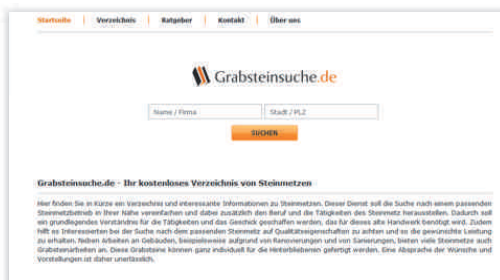 Startseite | Verzeichnis | Ratgeber | Kontakt | Über uns
Grabsteinsuche.de
Name / Firma Stadt / PLZ
SUCHEN
Grabsteinsuche.de - Ihr kostenloses Verzeichnis von Steinmetzen
Hier finden Sie in Kürze ein Verzeichnis und interessante Informationen zu Steinmetzen. Dieser Dienst soll die Suche nach einem passenden
Steinmetzbetrieb in Ihrer Nähe vereinfachen und dabei zusätzlich den Beruf und die Tätigkeiten des Steinmetz herausstellen. Dadurch soll
ein grundlegendes Verständnis für die Tätigkeiten und das Geschick geschaffen werden, das für dieses alte Handwerk benötigt wird. Zudem
hilft es Interessierten bei der Suche nach dem passenden Steinmetz auf Qualitätseigenschaften zu achten und so die gewünschte Leistung
zu erhalten. Neben Arbeiten an Gebäuden, beispielsweise aufgrund von Renovierungen und von Sanierungen, bieten viele Steinmetze auch
Grabsteinarbeiten an. Diese Grabsteine können ganz individuell für die Hinterbliebenen gefertigt werden. Eine Absprache der Wünsche und
Vorstellungen ist daher unerlässlich.